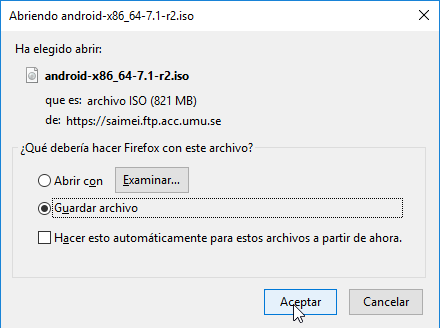 Abriendo android-x86_64-7.1-r2.iso
Ha elegido abrir:
android-x86_64-7.1-r2.iso
que es: archivo ISO (821 MB)
de: https://saimei.ftp.acc.umu.se
¿Qué debería hacer Firefox con este archivo?
Abrir con Examinar...
Guardar archivo
Hacer esto automáticamente para estos archivos a partir de ahora.
Aceptar Cancelar